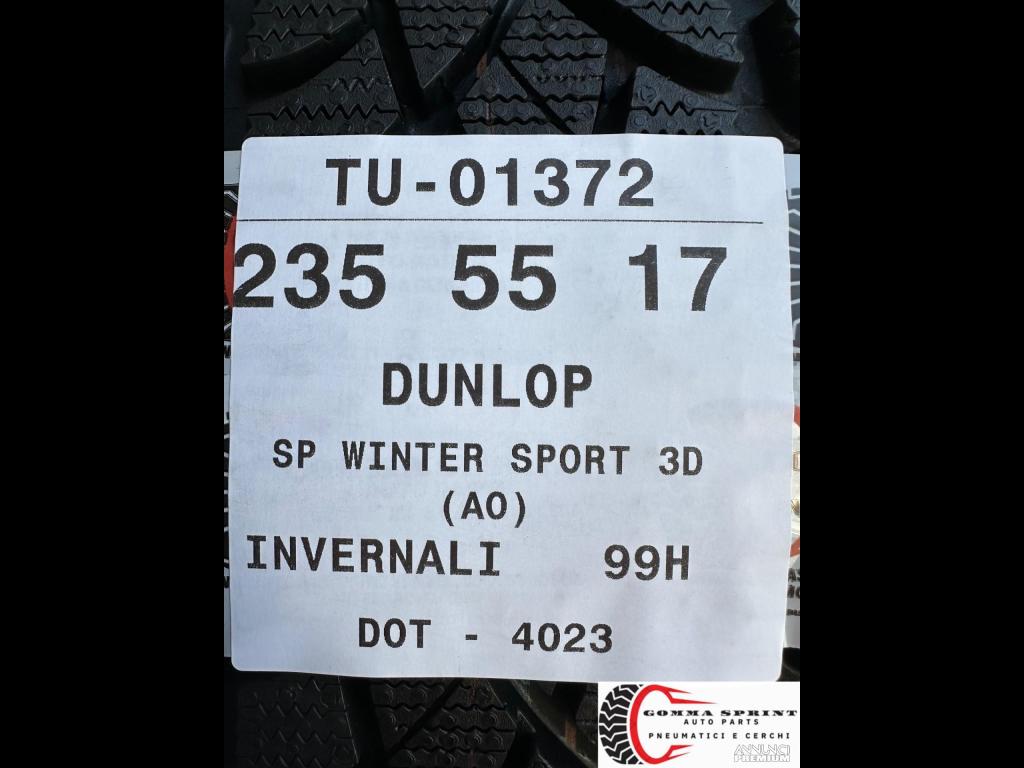 TU-01372
235 55 17
DUNLOP
SP WINTER SPORT 3D
(AO)
INVERNALI 99H
DOT - 4023
GOMMA SPRINT
AUTO PARTS
PNEUMATICI E CERCHI
ANNUNCI
PREMIUM